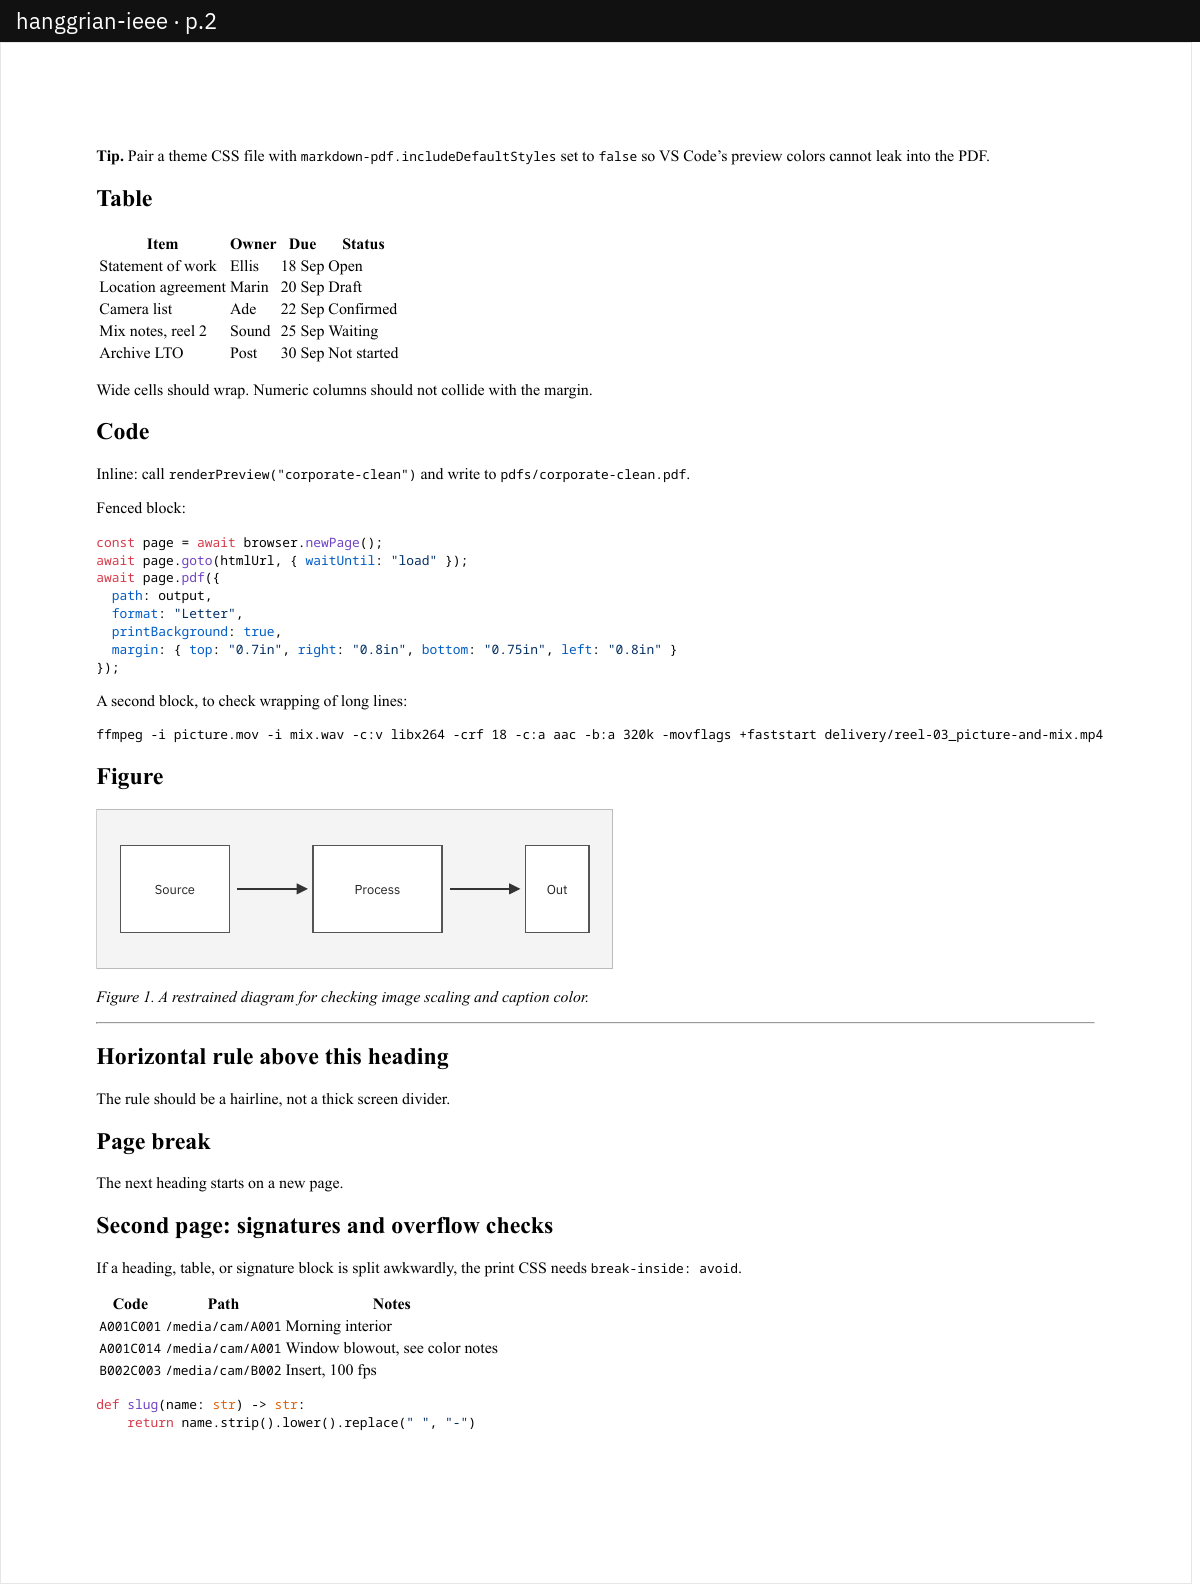 hanggrian-ieee · p.2
Tip. Pair a theme CSS file with markdown-pdf.includeDefaultStyles set to false so VS Code’s preview colors cannot leak into the PDF.
Table
Item Owner Due Status
Statement of work Ellis 18 Sep Open
Location agreement Marin 20 Sep Draft
Camera list Ade 22 Sep Confirmed
Mix notes, reel 2 Sound 25 Sep Waiting
Archive LTO Post 30 Sep Not started
Wide cells should wrap. Numeric columns should not collide with the margin.
Code
Inline: call renderPreview("corporate-clean") and write to pdfs/corporate-clean.pdf.
Fenced block:
const page = await browser.newPage();
await page.goto(htmlUrl, { waitUntil: "load" });
await page.pdf({
  path: output,
  format: "Letter",
  printBackground: true,
  margin: { top: "0.7in", right: "0.8in", bottom: "0.75in", left: "0.8in" }
});
A second block, to check wrapping of long lines:
ffmpeg -i picture.mov -i mix.wav -c:v libx264 -crf 18 -c:a aac -b:a 320k -movflags +faststart delivery/reel-03_picture-and-mix.mp4
Figure
Source Process Out
Figure 1. A restrained diagram for checking image scaling and caption color.
Horizontal rule above this heading
The rule should be a hairline, not a thick screen divider.
Page break
The next heading starts on a new page.
Second page: signatures and overflow checks
If a heading, table, or signature block is split awkwardly, the print CSS needs break-inside: avoid.
Code Path Notes
A001C001 /media/cam/A001 Morning interior
A001C014 /media/cam/A001 Window blowout, see color notes
B002C003 /media/cam/B002 Insert, 100 fps
def slug(name: str) -> str:
    return name.strip().lower().replace(" ", "-")